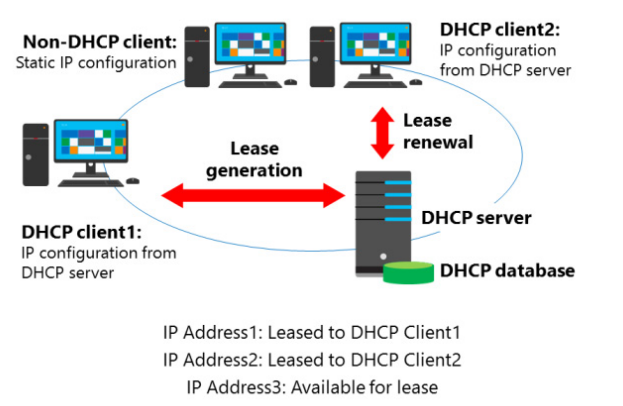 Non-DHCP client:
Static IP configuration
DHCP client2:
IP configuration
from DHCP server
Lease
renewal
Lease
generation
DHCP server
DHCP client1:
IP configuration from
DHCP server
DHCP database
IP Address1: Leased to DHCP Client1
IP Address2: Leased to DHCP Client2
IP Address3: Available for lease